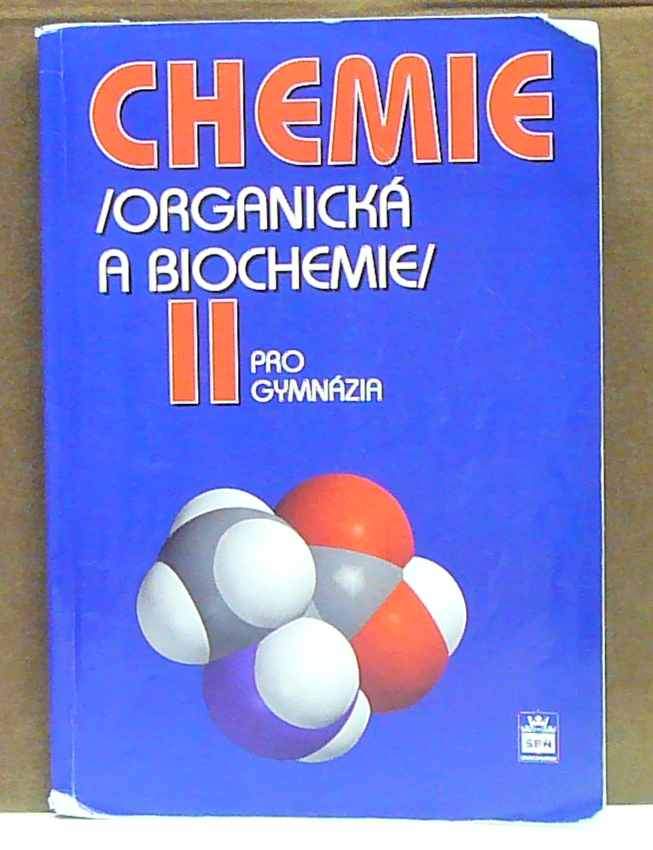 CHEMIE
/ORGANICKÁ
A BIOCHEMIE/
II PRO
GYMNÁZIA
SPN